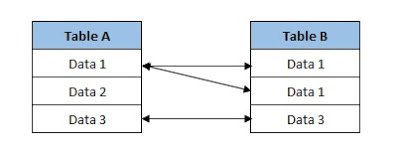 Table A
Data 1
Data 2
Data 3
Table B
Data 1
Data 1
Data 3